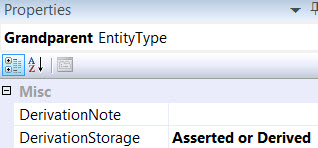 Properties
Grandparent EntityType
Misc
DerivationNote
DerivationStorage Asserted or Derived